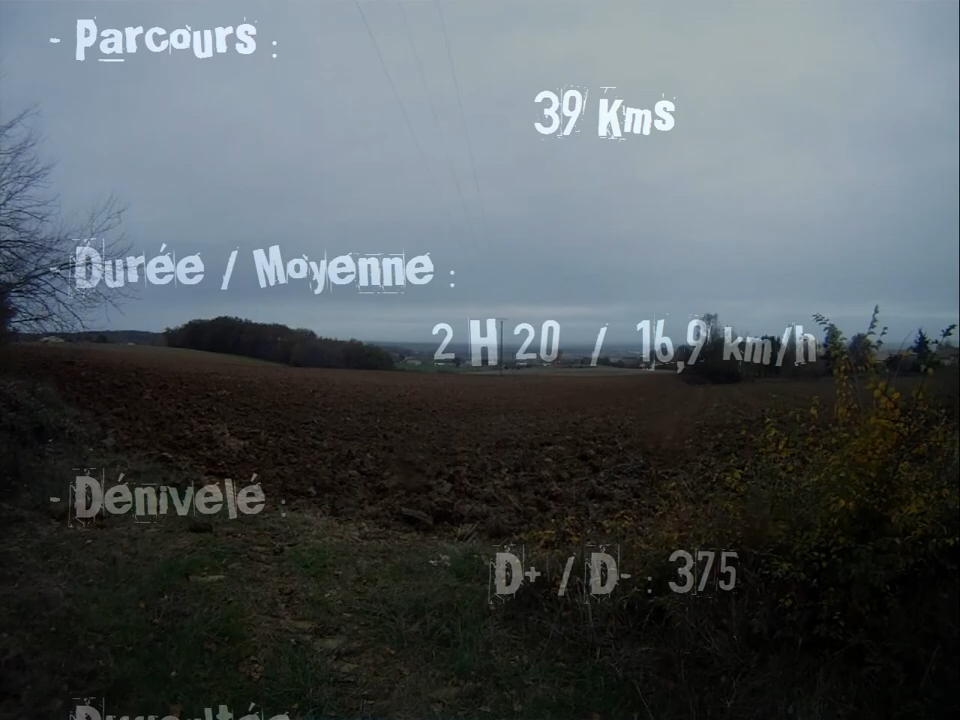 - Parcours :
39 Kms
- Durée / Moyenne :
2 H 20 / 16,9 km/h
- Dénivelé :
D+ / D- : 375